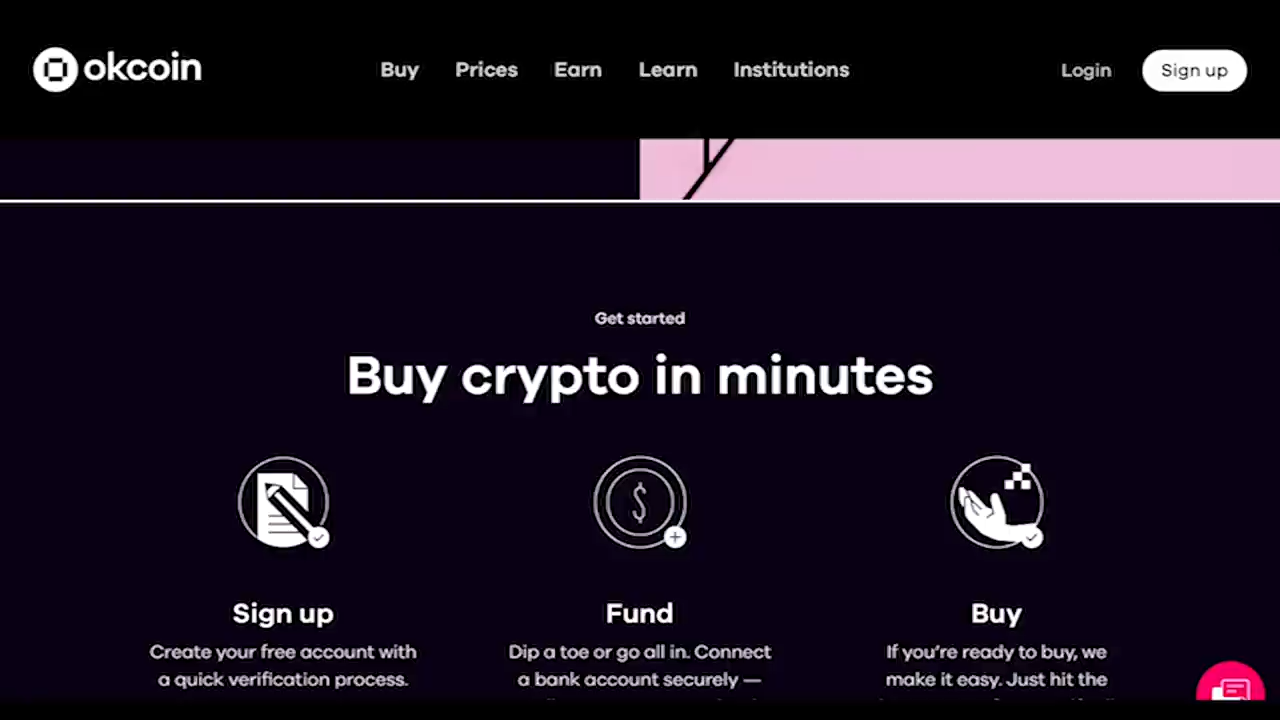 okcoin
Buy Prices Earn Learn Institutions
Login
Sign up
Get started
Buy crypto in minutes
$
Sign up
Create your free account with
a quick verification process.
Fund
Dip a toe or go all in. Connect
a bank account securely —
Buy
If you're ready to buy, we
make it easy. Just hit the